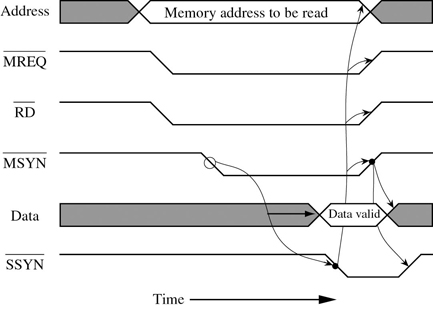 Address Memory address to be read
MREQ
RD
MSYN
Data Data valid
SSYN
Time